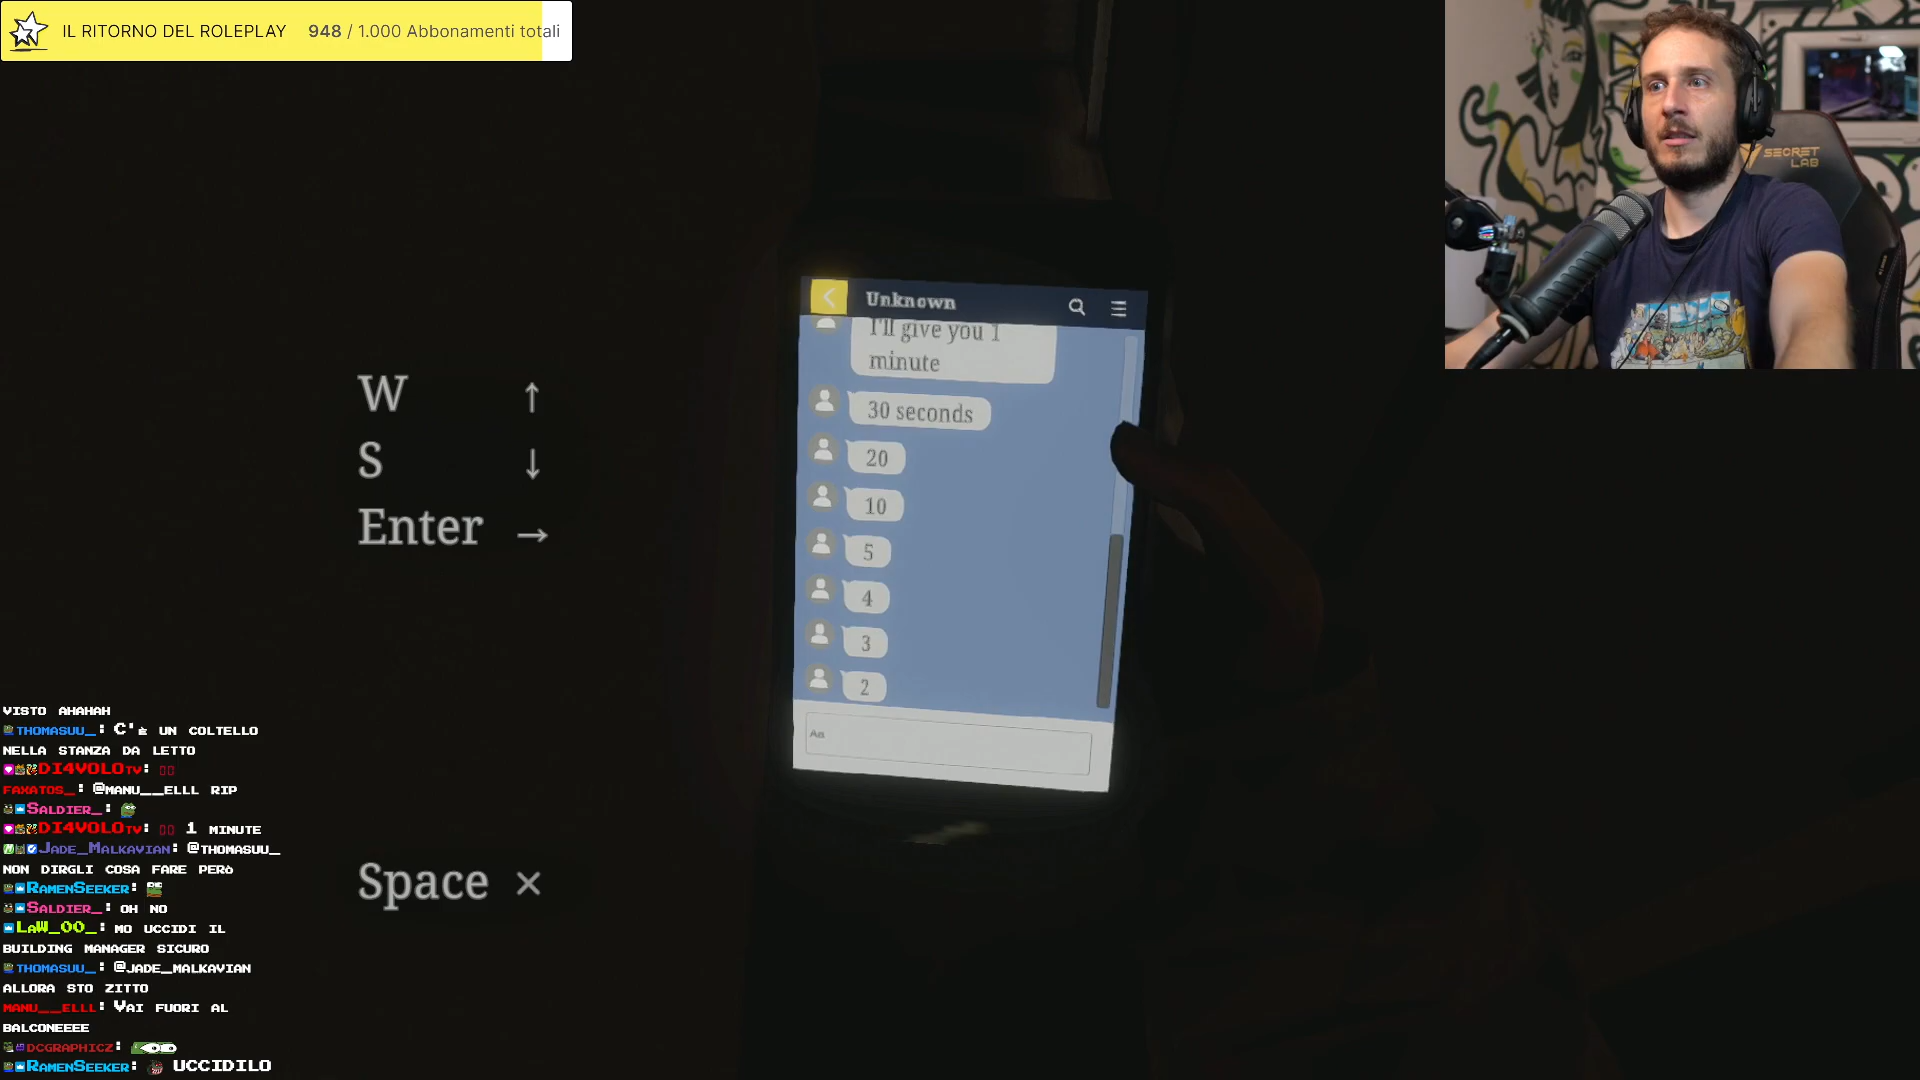 IL RITORNO DEL ROLEPLAY 948 / 1.000 Abbonamenti totali
SECRET
LAB
Unknown
I'll give you 1
minute
30 seconds
20
10
5
4
3
2
Aa
W ↑
S ↓
Enter →
Space ×
VISTO AHAHAH
THOMASUU_: C'è UN COLTELLO
NELLA STANZA DA LETTO
DI4VOLOTV:
FAXATOS_: @MANU__ELLL RIP
SALDIER_:
DI4VOLOTV: 1 MINUTE
JADE_MALKAVIAN: @THOMASUU_
NON DIRGLI COSA FARE PERò
RAMENSEEKER:
SALDIER_: OH NO
LAW_OO_: MO UCCIDI IL
BUILDING MANAGER SICURO
THOMASUU_: @JADE_MALKAVIAN
ALLORA STO ZITTO
MANU__ELLL: VAI FUORI AL
BALCONEEEE
DCGRAPHICZ:
RAMENSEEKER: UCCIDILO